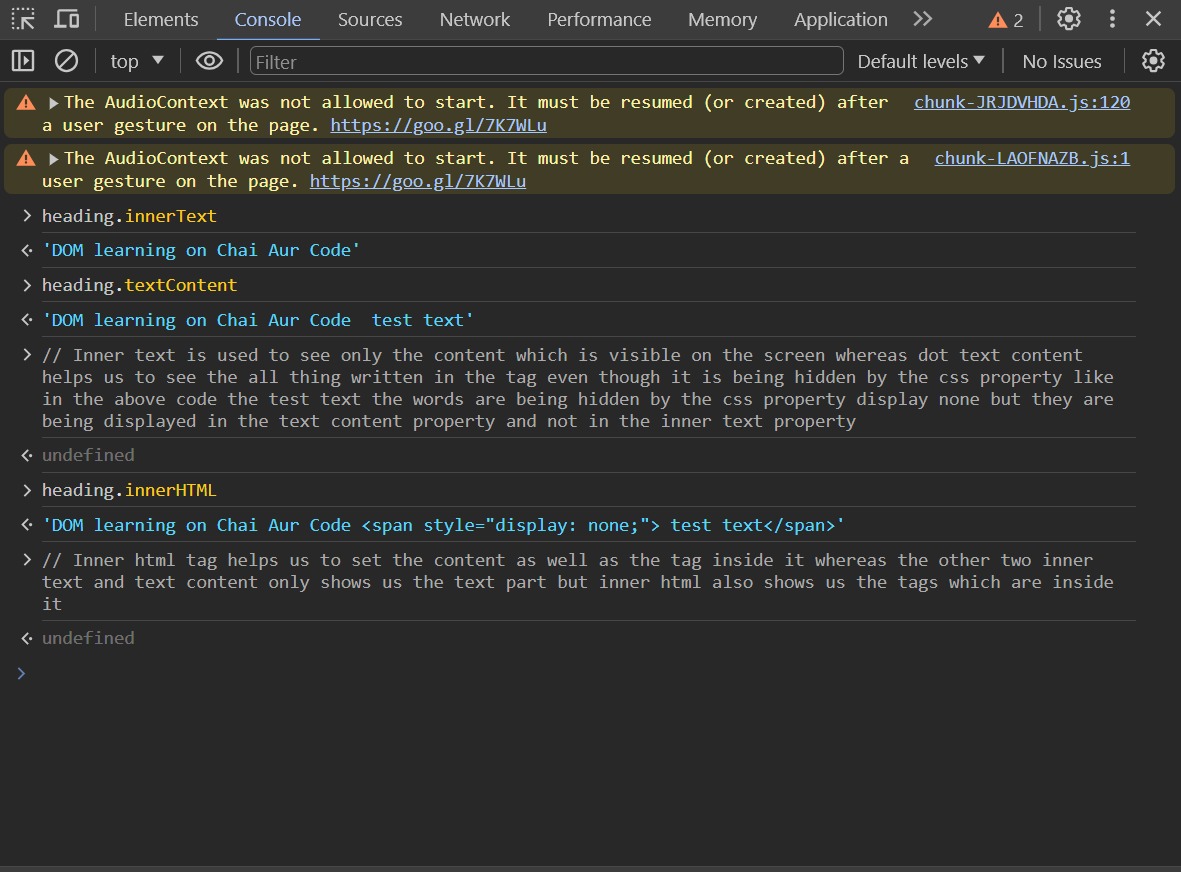 Elements Console Sources Network Performance Memory Application 2
top Filter Default levels No Issues
The AudioContext was not allowed to start. It must be resumed (or created) after chunk-JRJDVHDA.js:120
a user gesture on the page. https://goo.gl/7K7WLu
The AudioContext was not allowed to start. It must be resumed (or created) after a chunk-LAOFNAZB.js:1
user gesture on the page. https://goo.gl/7K7WLu
heading.innerText
'DOM learning on Chai Aur Code'
heading.textContent
'DOM learning on Chai Aur Code  test text'
// Inner text is used to see only the content which is visible on the screen whereas dot text content
helps us to see the all thing written in the tag even though it is being hidden by the css property like
in the above code the test text the words are being hidden by the css property display none but they are
being displayed in the text content property and not in the inner text property
undefined
heading.innerHTML
'DOM learning on Chai Aur Code <span style="display: none;"> test text</span>'
// Inner html tag helps us to set the content as well as the tag inside it whereas the other two inner
text and text content only shows us the text part but inner html also shows us the tags which are inside
it
undefined